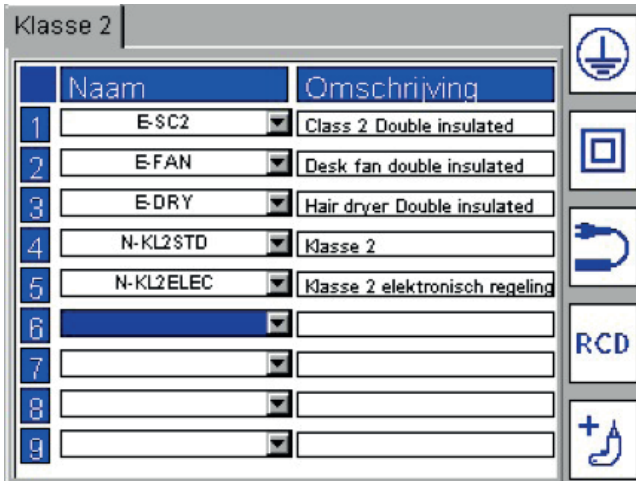 Klasse 2
Naam Omschrijving
1 E-SC2 Class 2 Double insulated
2 E-FAN Desk fan double insulated
3 E-DRY Hair dryer Double insulated
4 N-KL2STD Klasse 2
5 N-KL2ELEC Klasse 2 elektronisch regeling
6
7
8
9
RCD